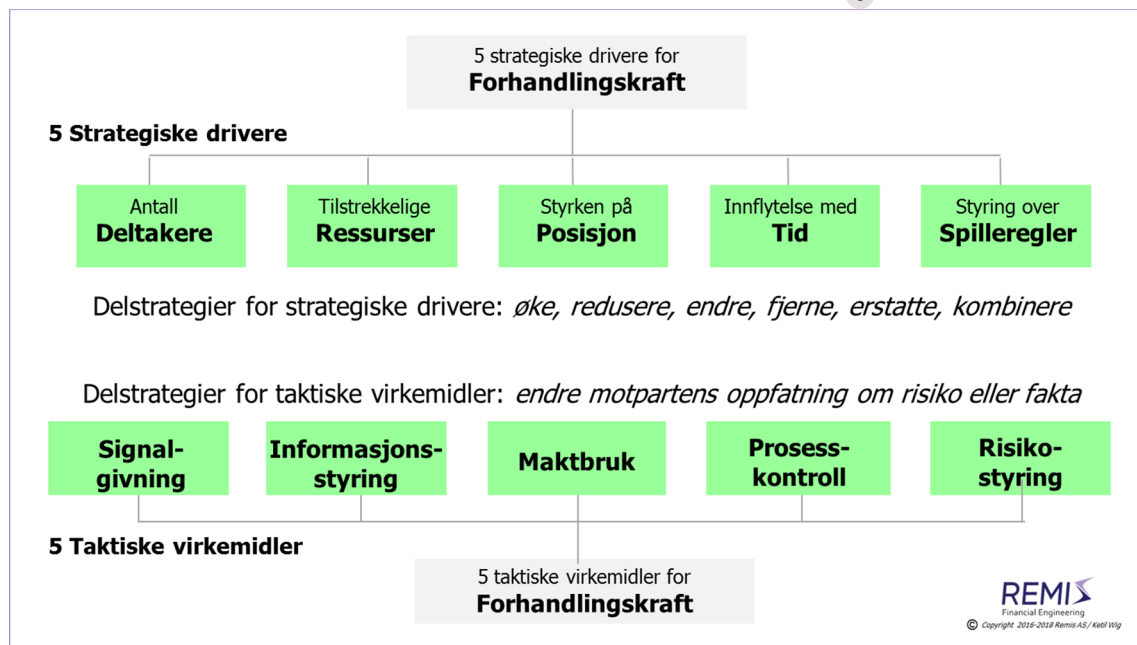 5 strategiske drivere for
Forhandlingskraft
5 Strategiske drivere
Antall
Deltakere
Tilstrekkelige
Ressurser
Styrken på
Posisjon
Innflytelse med
Tid
Styring over
Spilleregler
Delstrategier for strategiske drivere: øke, redusere, endre, fjerne, erstatte, kombinere
Delstrategier for taktiske virkemidler: endre motpartens oppfatning om risiko eller fakta
Signal-
givning
Informasjons-
styring
Maktbruk
Prosess-
kontroll
Risiko-
styring
5 Taktiske virkemidler
5 taktiske virkemidler for
Forhandlingskraft
REMIS
Financial Engineering
© Copyright 2016-2018 Remis AS / Ketil Wig